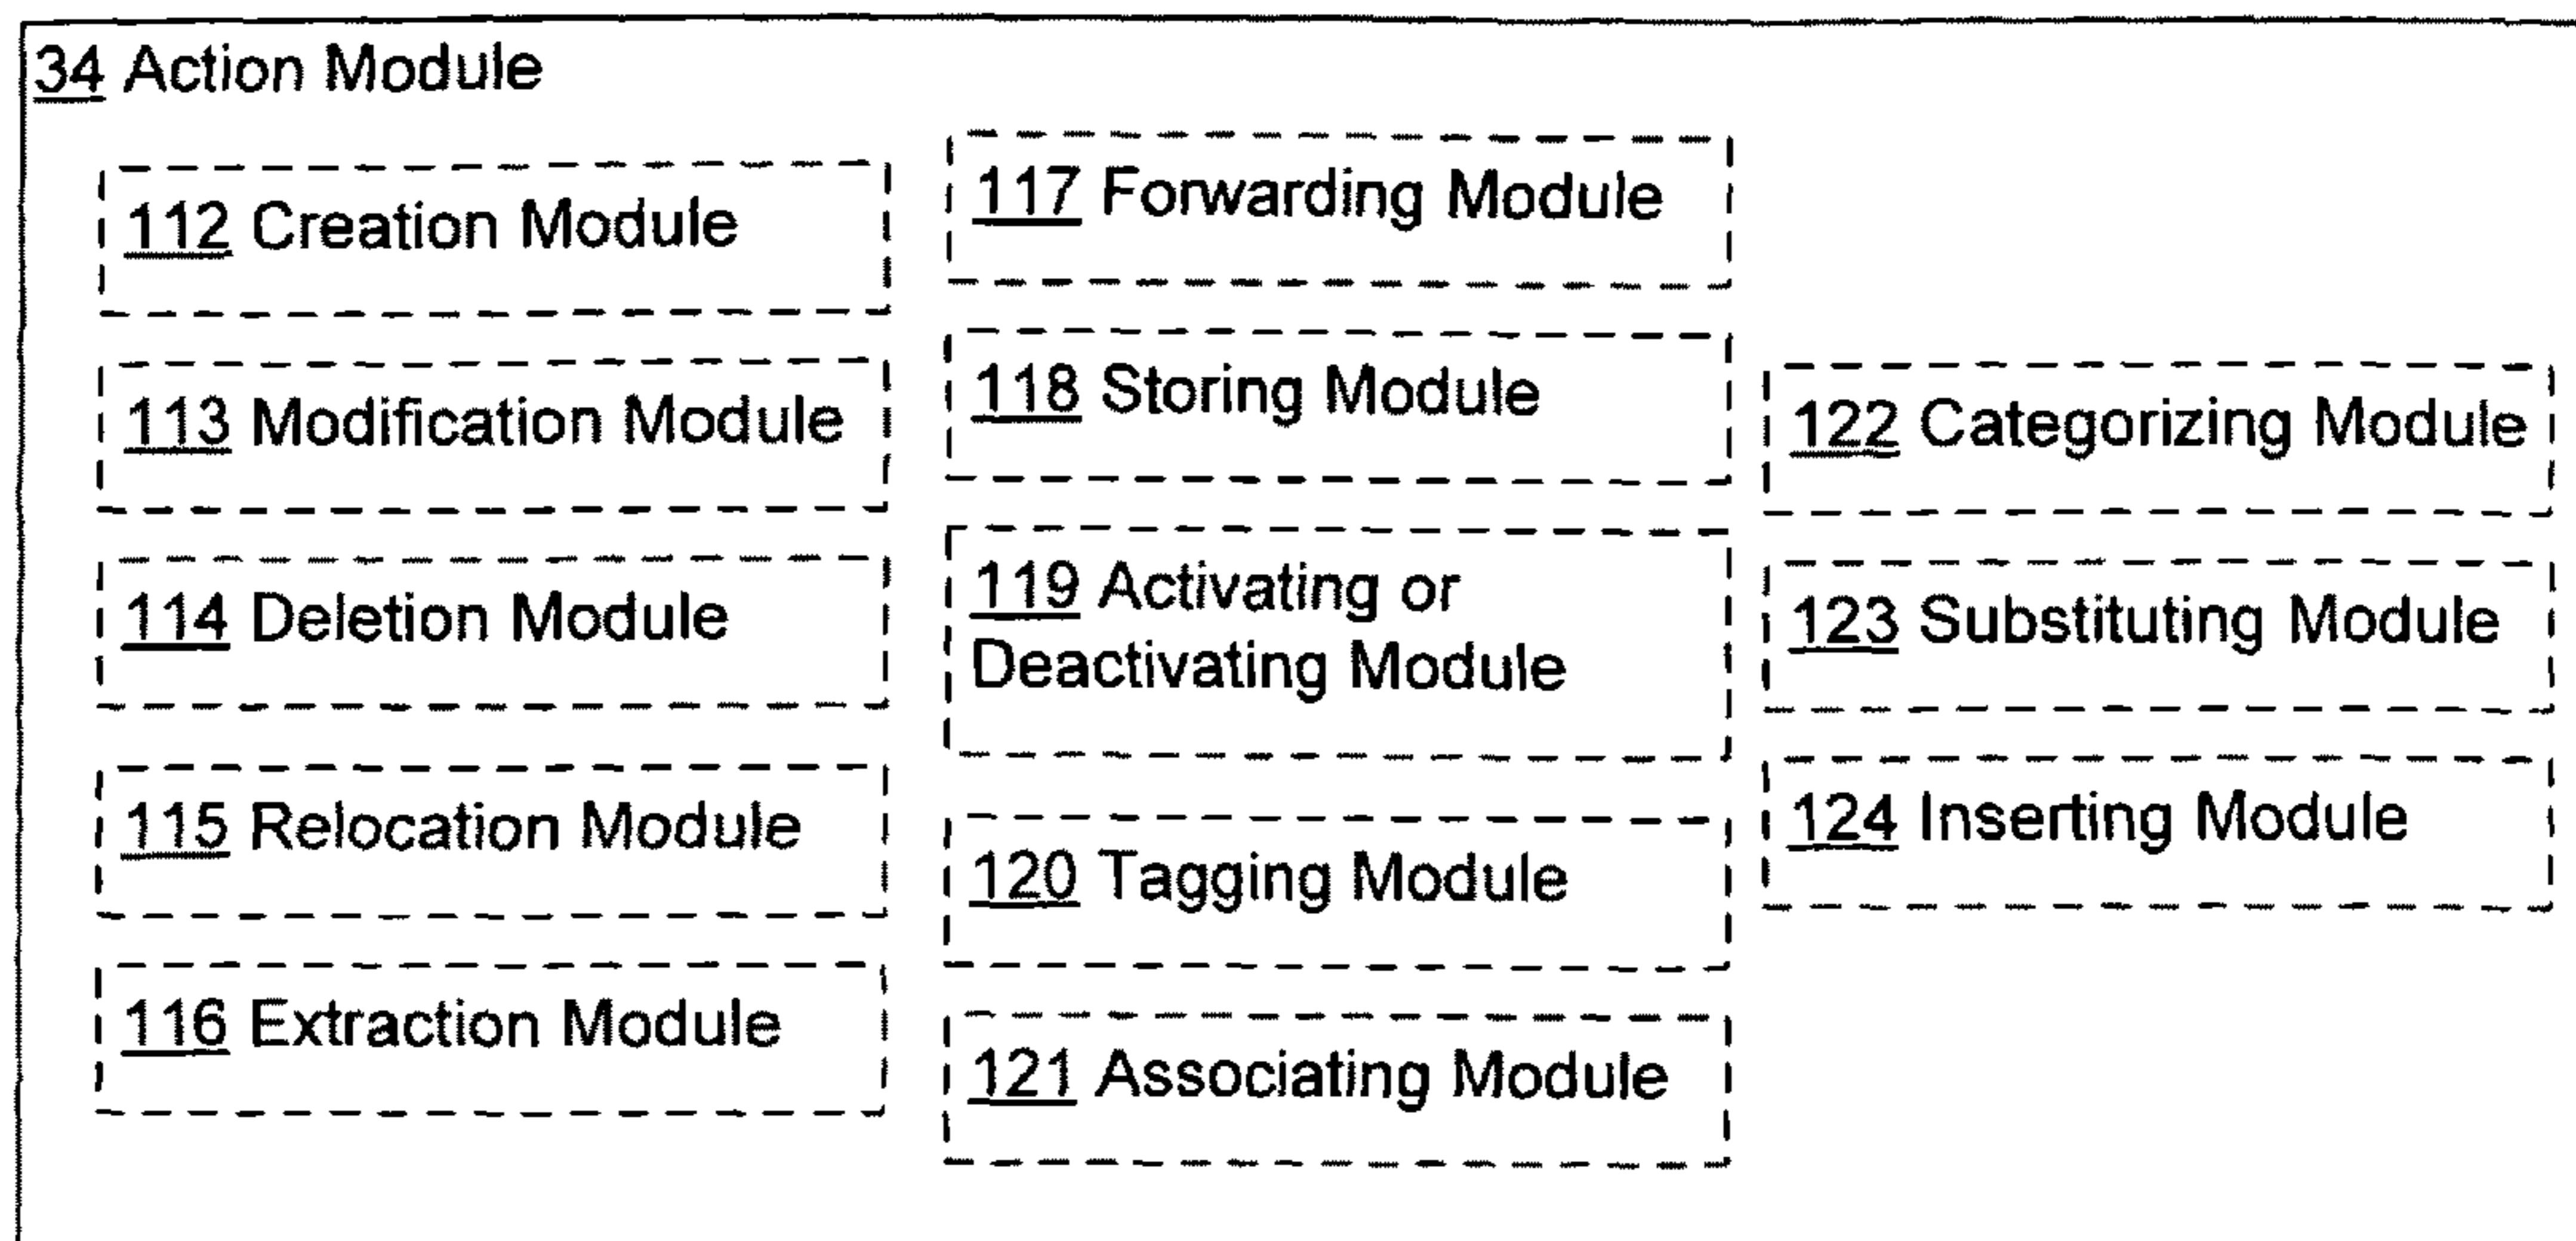 34 Action Module
112 Creation Module
113 Modification Module
114 Deletion Module
115 Relocation Module
116 Extraction Module
117 Forwarding Module
118 Storing Module
119 Activating or
Deactivating Module
120 Tagging Module
121 Associating Module
122 Categorizing Module
123 Substituting Module
124 Inserting Module